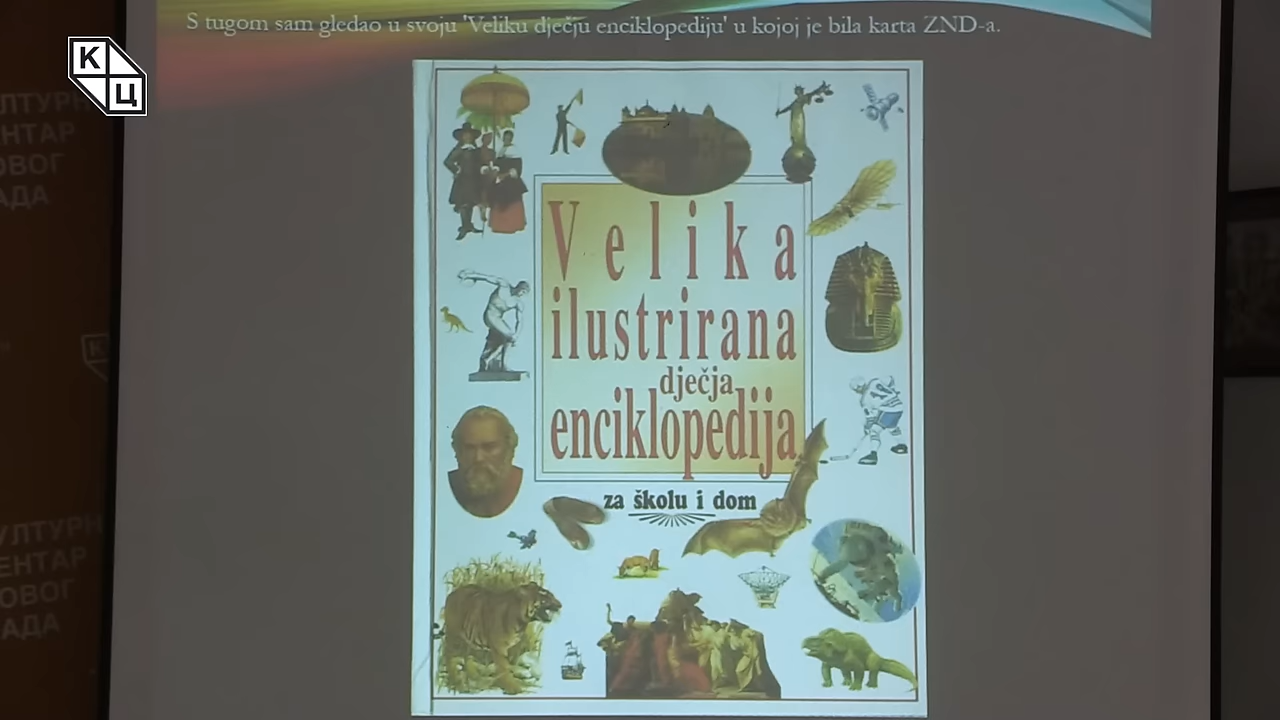 S tugom sam gledao u svoju 'Veliku dječju enciklopediju' u kojoj je bila karta ZND-a.
К
Ц
Velika
ilustrirana
dječja
enciklopedija
za školu i dom